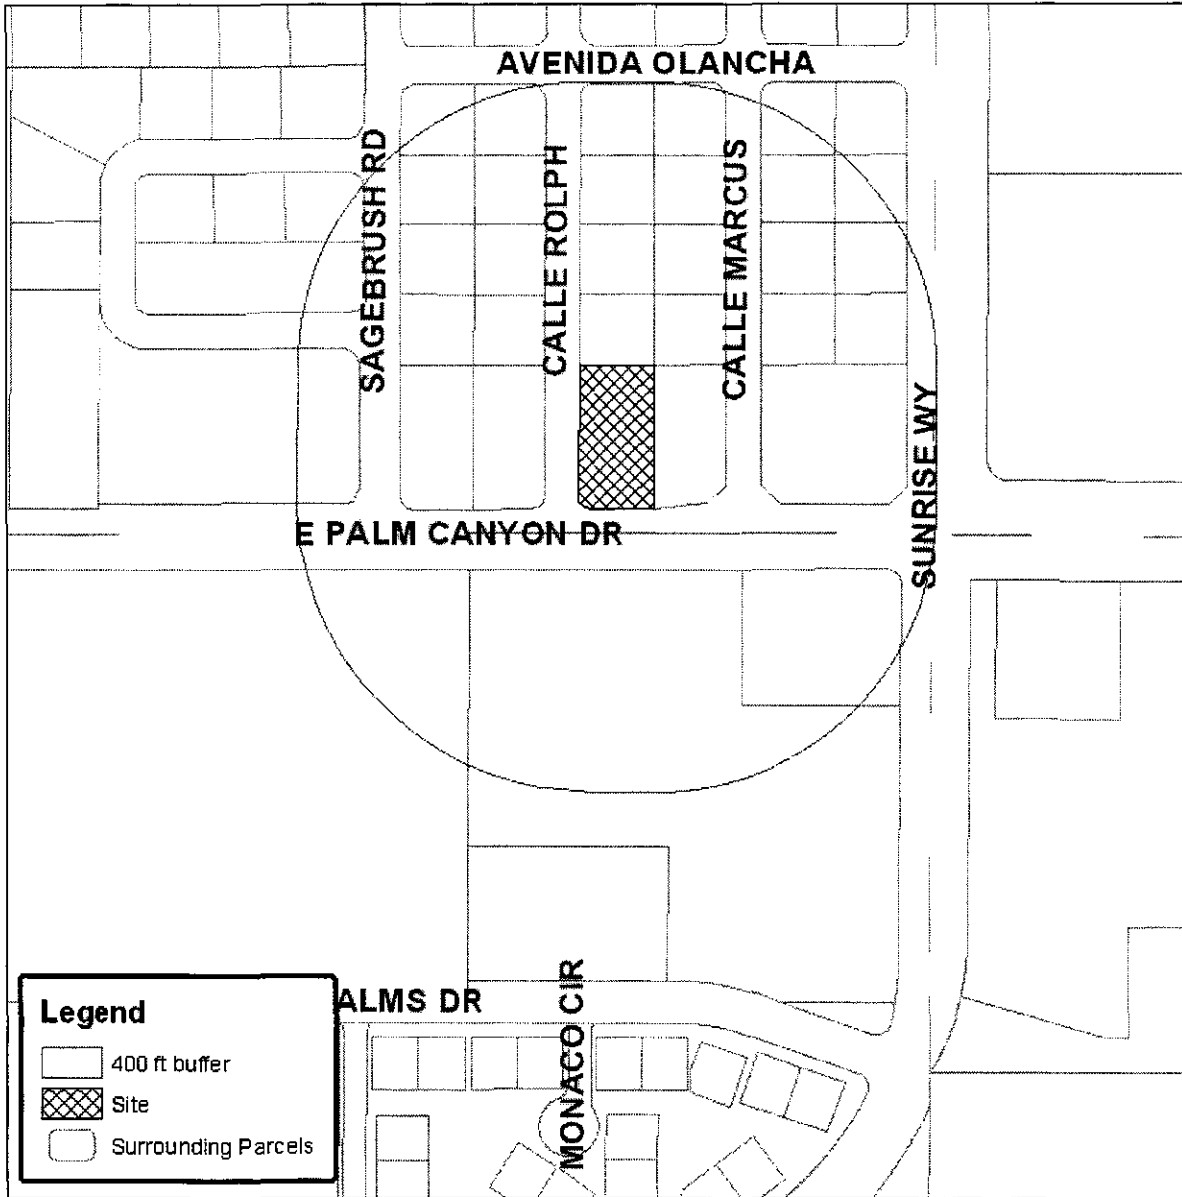 AVENIDA OLANCHA
SAGEBRUSH RD
CALLE ROLPH
CALLE MARCUS
SUNRISE WY
E PALM CANYON DR
ALMS DR
MONACO CIR
Legend
400 ft buffer
Site
Surrounding Parcels